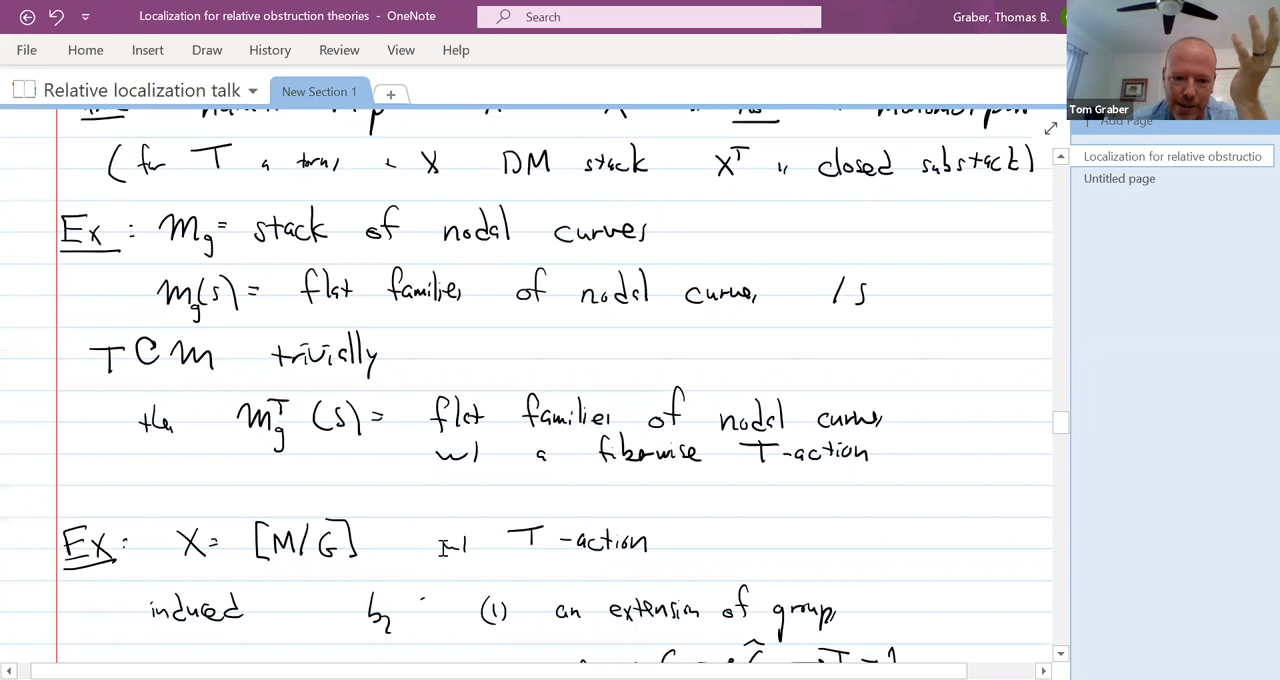 Localization for relative obstruction theories - OneNote
Search
Graber, Thomas B.
File Home Insert Draw History Review View Help
Relative localization talk
New Section 1
Tom Graber
Add Page
Localization for relative obstructio
Untitled page
(for T a torus X DM stack X^T is closed substack)
Ex: M_g = stack of nodal curves
M_g(S) = flat families of nodal curves /S
T C M trivially
the M_g^T (S) = flat families of nodal curves
w/ a fiberwise T-action
Ex: X = [M/G] w/ T-action
induced by: (1) an extension of groups